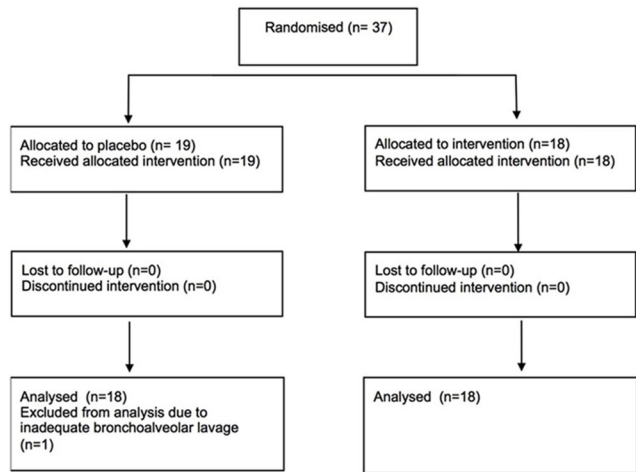 Randomised (n= 37)
Allocated to placebo (n= 19)
Received allocated intervention (n=19)
Allocated to intervention (n=18)
Received allocated intervention (n=18)
Lost to follow-up (n=0)
Discontinued intervention (n=0)
Lost to follow-up (n=0)
Discontinued intervention (n=0)
Analysed (n=18)
Excluded from analysis due to
inadequate bronchoalveolar lavage
(n=1)
Analysed (n=18)